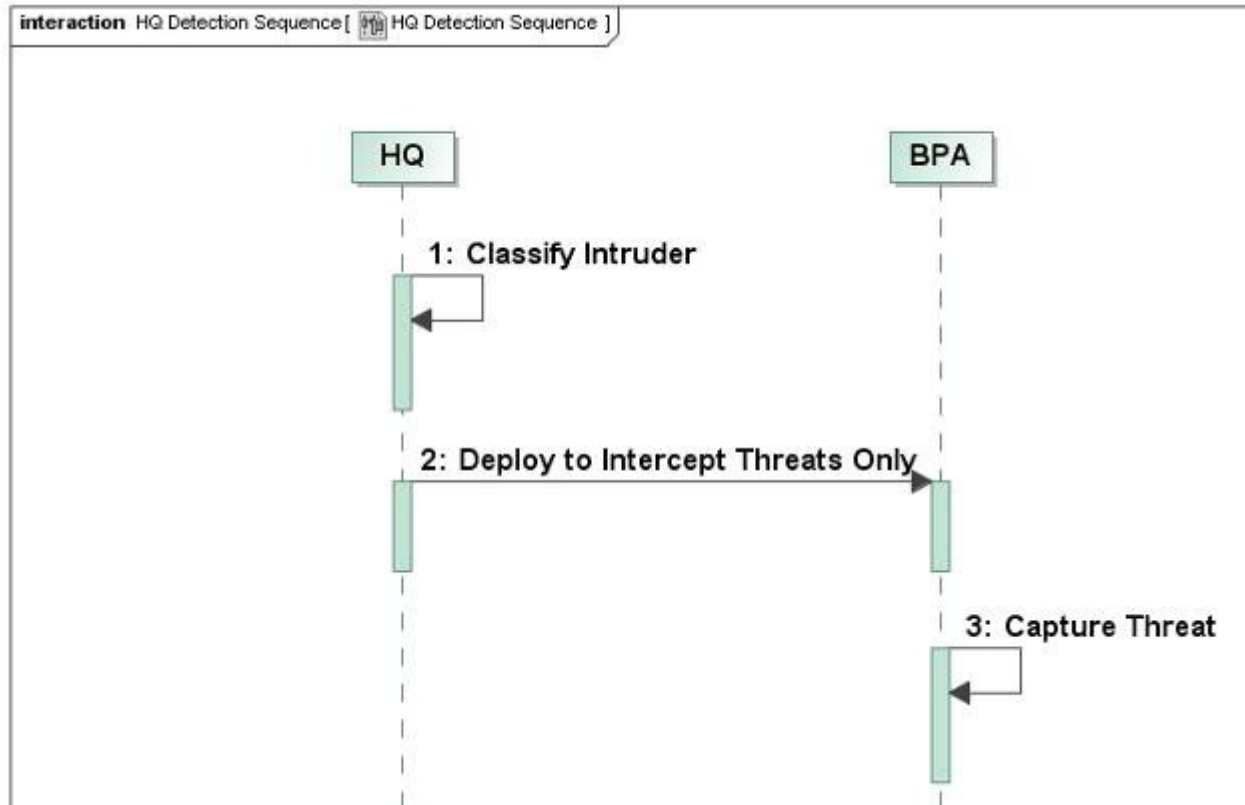 interaction HQ Detection Sequence [ HQ Detection Sequence ]
HQ
BPA
1: Classify Intruder
2: Deploy to Intercept Threats Only
3: Capture Threat